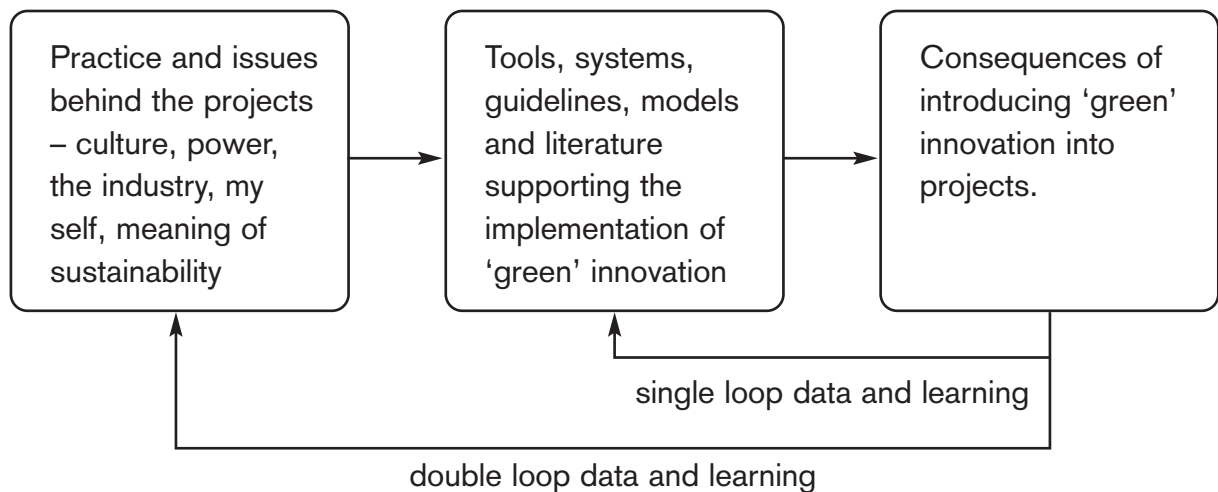 Practice and issues
behind the projects
– culture, power,
the industry, my
self, meaning of
sustainability
Tools, systems,
guidelines, models
and literature
supporting the
implementation of
‘green’ innovation
Consequences of
introducing ‘green’
innovation into
projects.
single loop data and learning
double loop data and learning